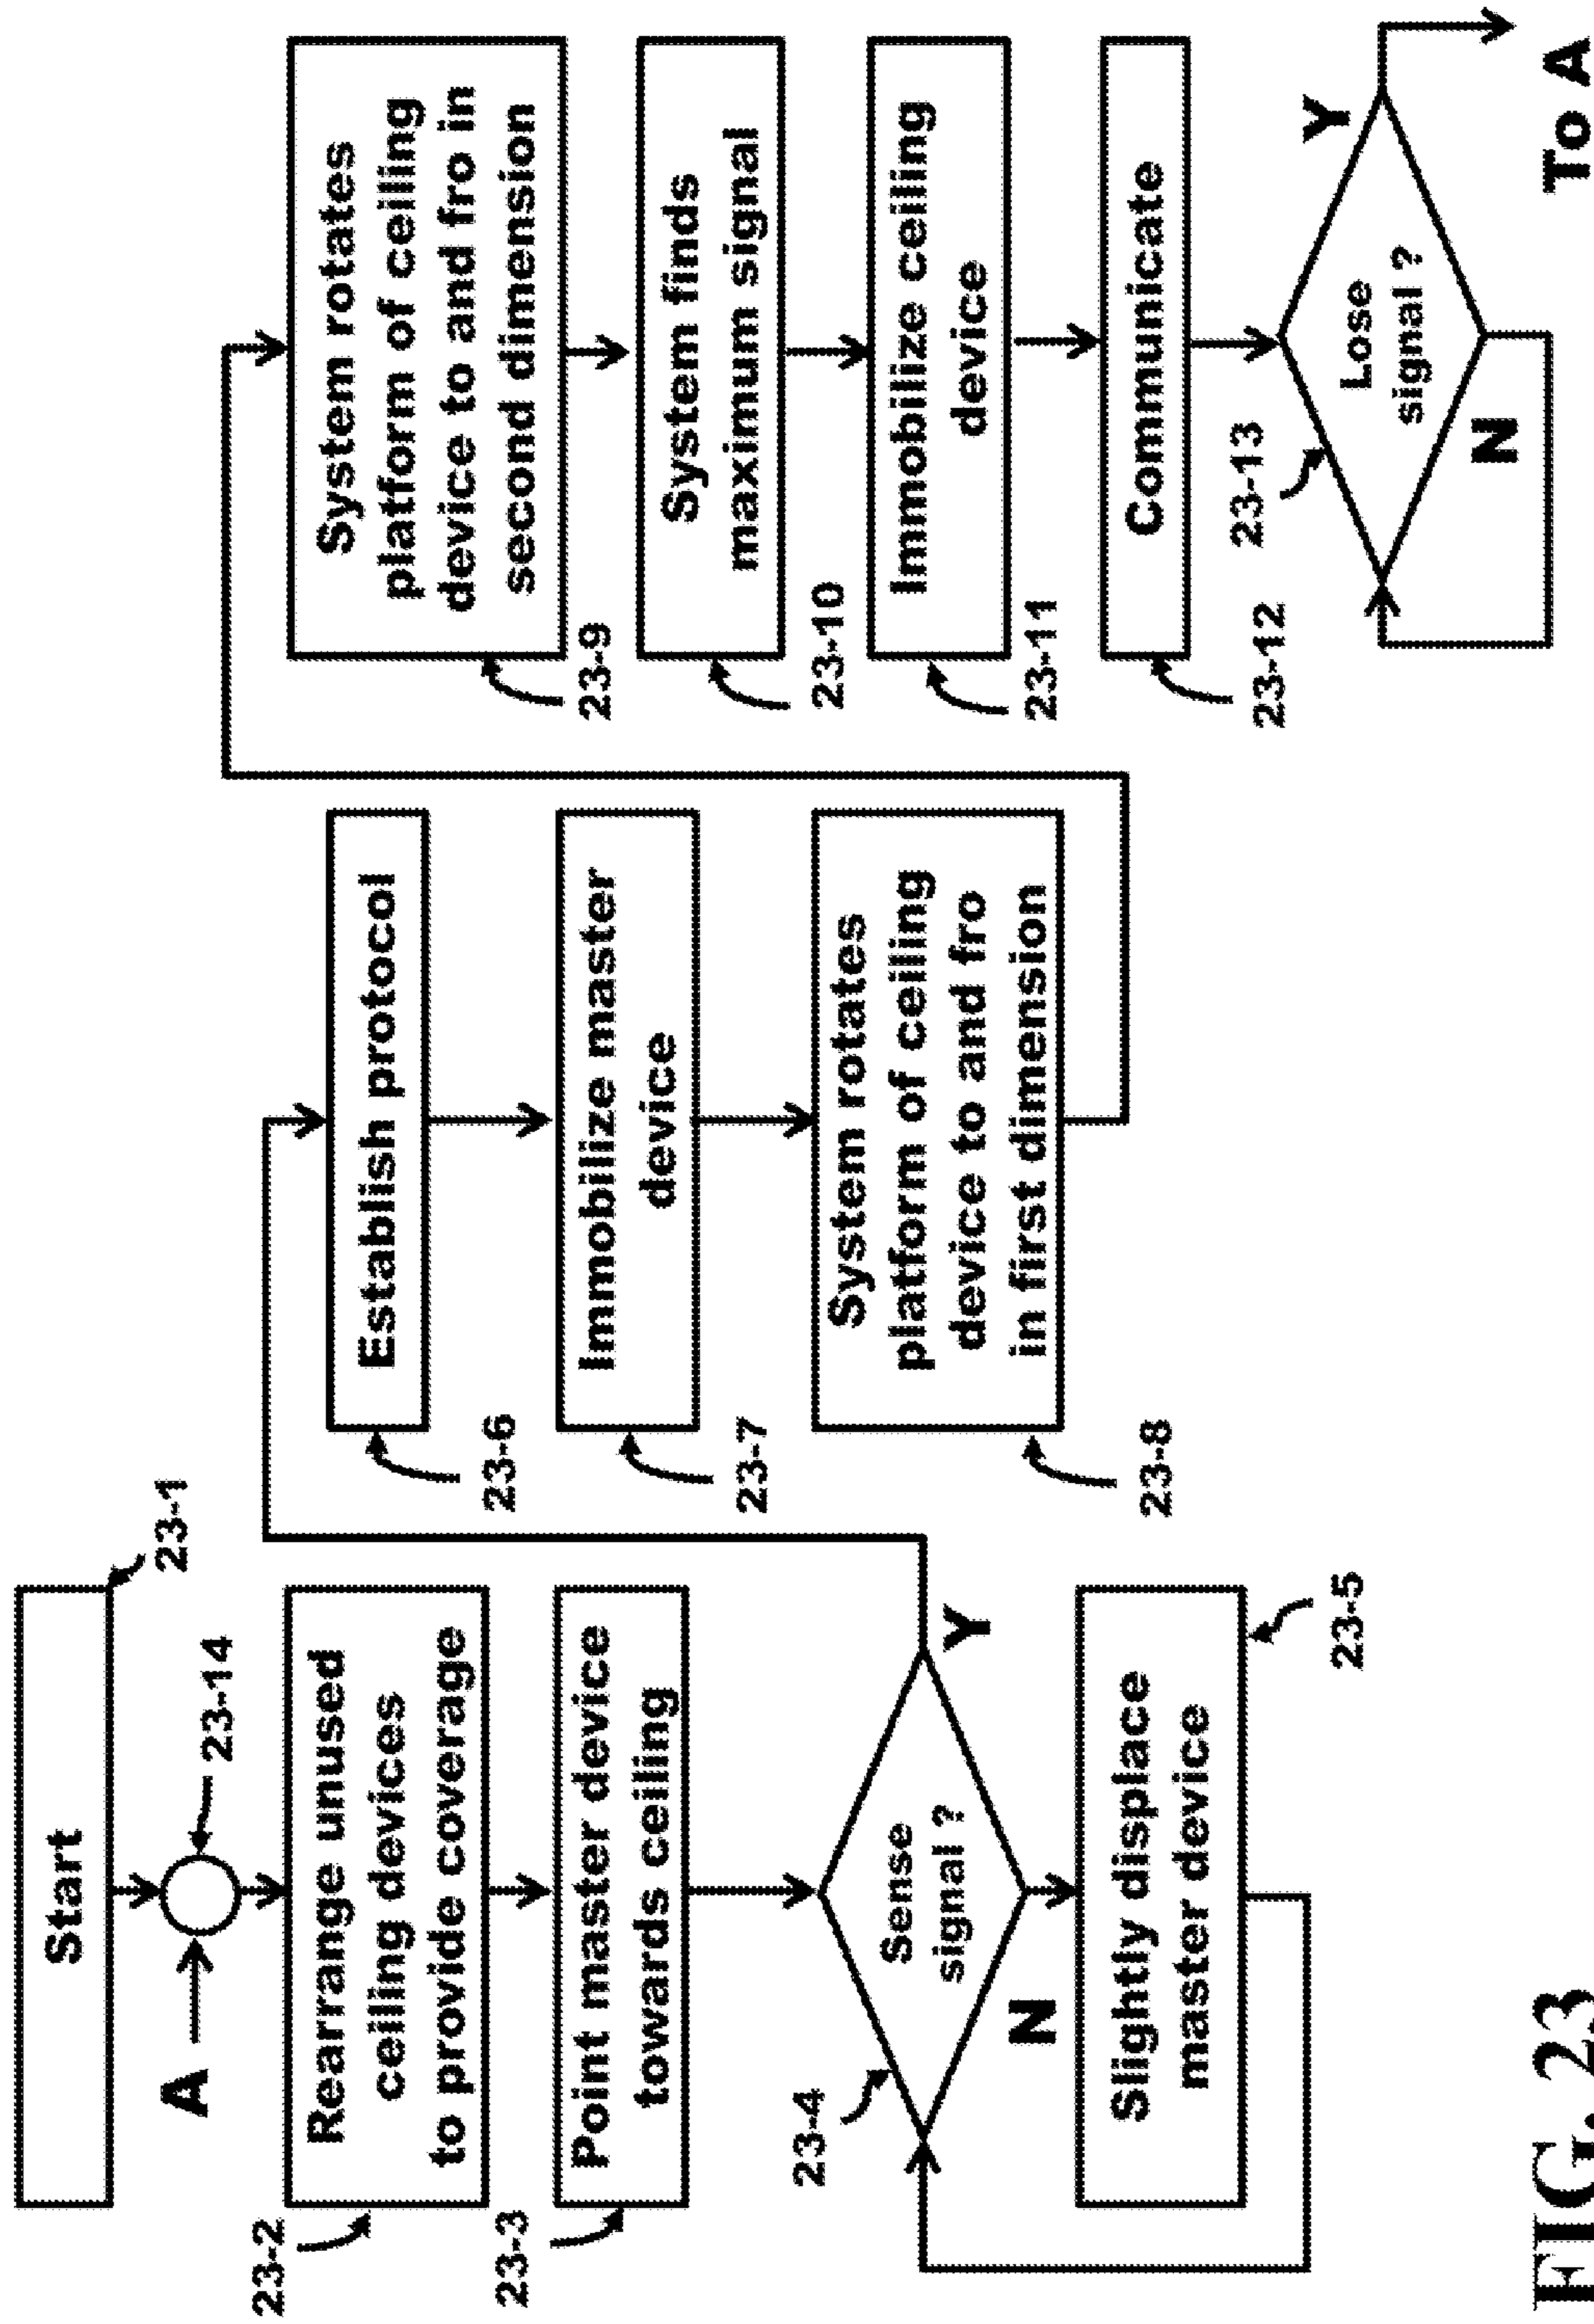 Start
23-1
A
23-14
23-2
Rearrange unused
ceiling devices
to provide coverage
23-3
Point master device
towards ceiling
23-4
Sense
signal ?
Y
N
Slightly displace
master device
23-5
Establish protocol
23-6
Immobilize master
device
23-7
System rotates
platform of ceiling
device to and fro
in first dimension
23-8
System rotates
platform of ceiling
device to and fro in
second dimension
23-9
System finds
maximum signal
23-10
Immobilize ceiling
device
23-11
Communicate
23-12
23-13
Lose
signal ?
Y
N
To A
FIG. 23